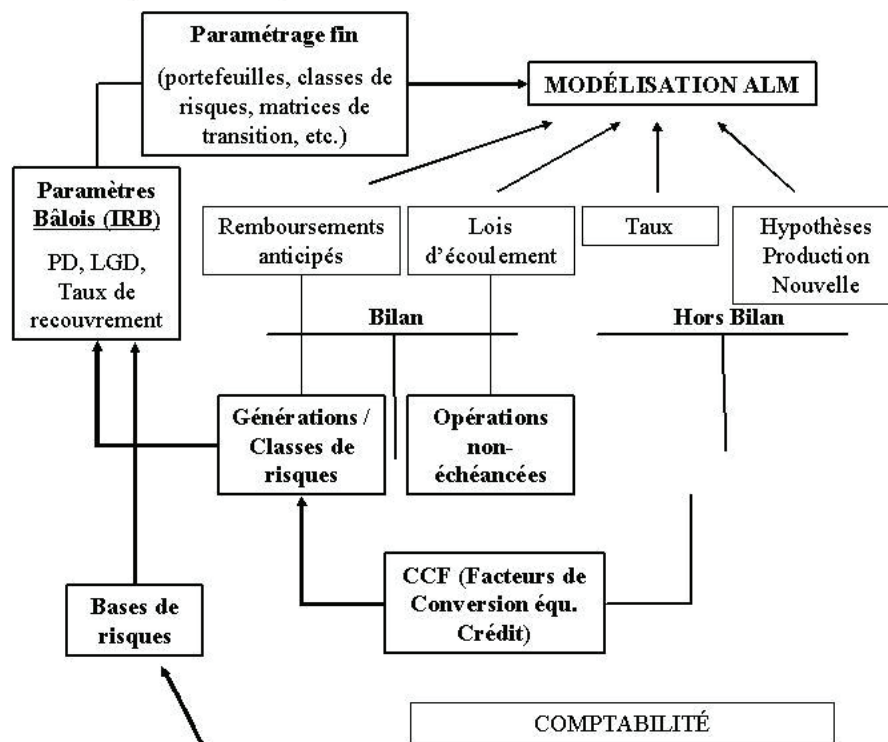 Paramétrage fin
(portefeuilles, classes de
risques, matrices de
transition, etc.)
MODÉLISATION ALM
Paramètres
Bâlois (IRB)
PD, LGD,
Taux de
recouvrement
Remboursements
anticipés
Lois
d'écoulement
Taux
Hypothèses
Production
Nouvelle
Bilan
Hors Bilan
Générations /
Classes de
risques
Opérations
non-
échéancées
CCF (Facteurs de
Conversion équ.
Crédit)
Bases de
risques
COMPTABILITÉ